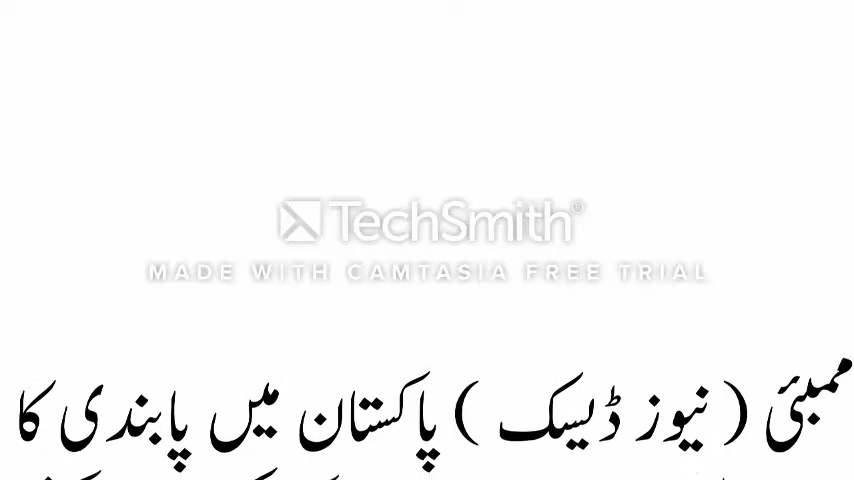 TechSmith®
MADE WITH CAMTASIA FREE TRIAL
ممبئی ( نیوز ڈیسک ) پاکستان میں پابندی کا